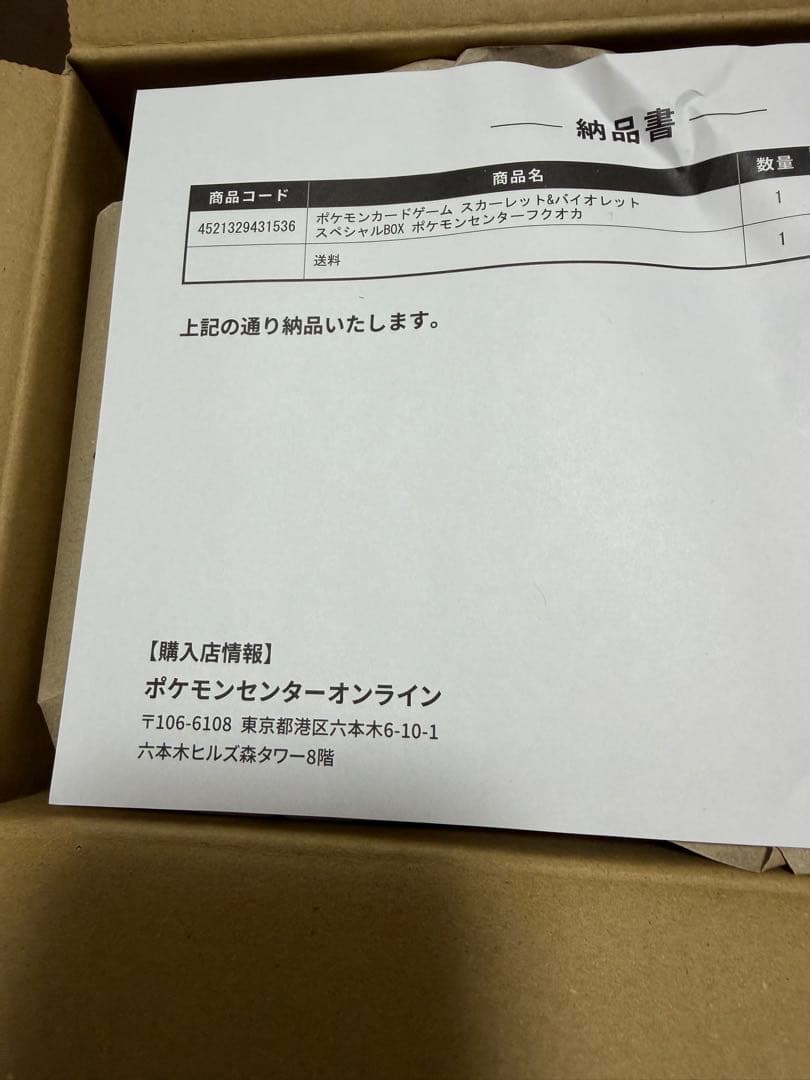 納品書
商品コード 商品名 数量
4521329431536 ポケモンカードゲーム スカーレット&バイオレット 1
スペシャルBOX ポケモンセンターフクオカ
送料 1
上記の通り納品いたします。
【購入店情報】
ポケモンセンターオンライン
〒106-6108 東京都港区六本木6-10-1
六本木ヒルズ森タワー8階